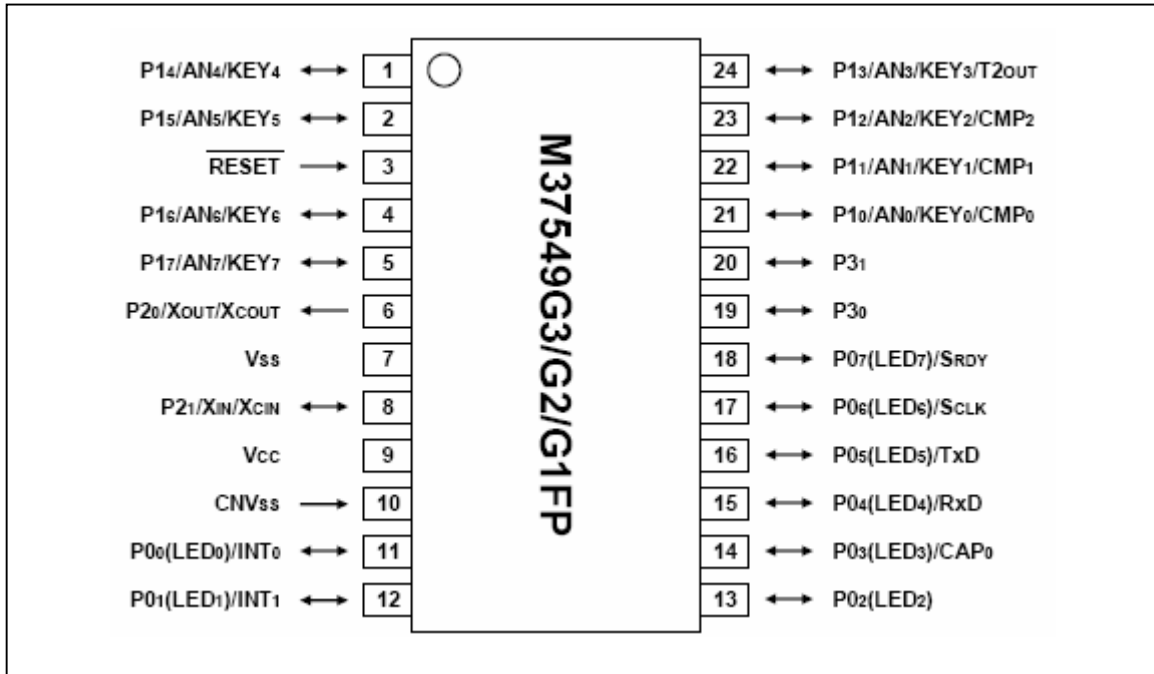 P14/AN4/KEY4 1
P15/AN5/KEY5 2
RESET 3
P16/AN6/KEY6 4
P17/AN7/KEY7 5
P20/XOUT/XCOUT 6
Vss 7
P21/XIN/XCIN 8
Vcc 9
CNVss 10
P00(LED0)/INT0 11
P01(LED1)/INT1 12
M37549G3/G2/G1FP
24 P13/AN3/KEY3/T2OUT
23 P12/AN2/KEY2/CMP2
22 P11/AN1/KEY1/CMP1
21 P10/AN0/KEY0/CMP0
20 P31
19 P30
18 P07(LED7)/SRDY
17 P06(LED6)/SCLK
16 P05(LED5)/TxD
15 P04(LED4)/RxD
14 P03(LED3)/CAP0
13 P02(LED2)